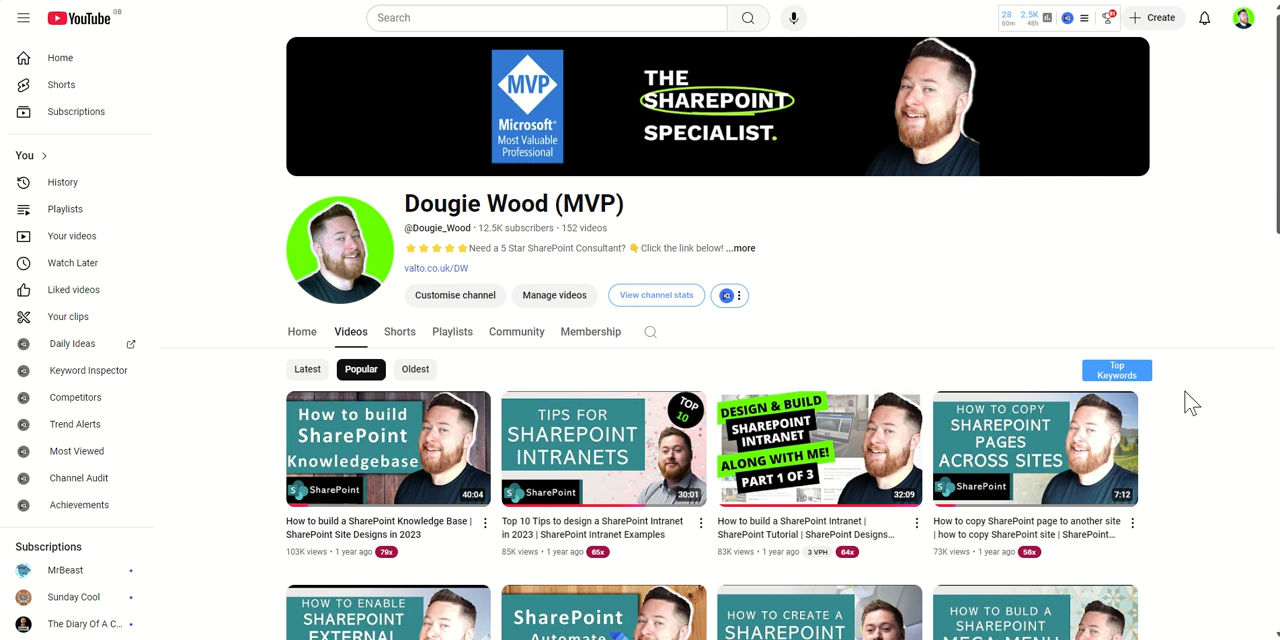 YouTube GB
Search
28 60m
2.5K 48h
Create
Home
Shorts
Subscriptions
You
History
Playlists
Your videos
Watch Later
Liked videos
Your clips
Daily Ideas
Keyword Inspector
Competitors
Trend Alerts
Most Viewed
Channel Audit
Achievements
Subscriptions
MrBeast
Sunday Cool
The Diary Of A C...
MVP
Microsoft®
Most Valuable
Professional
THE
SHAREPOINT
SPECIALIST.
Dougie Wood (MVP)
@Dougie_Wood · 12.5K subscribers · 152 videos
Need a 5 Star SharePoint Consultant? 👇 Click the link below! ...more
valto.co.uk/DW
Customise channel
Manage videos
View channel stats
Home Videos Shorts Playlists Community Membership
Latest Popular Oldest
Top
Keywords
How to build
SharePoint
Knowledgebase
S SharePoint
40:04
How to build a SharePoint Knowledge Base |
SharePoint Site Designs in 2023
103K views · 1 year ago 79x
TOP
10
TIPS FOR
SHAREPOINT
INTRANETS
S SharePoint
30:01
Top 10 Tips to design a SharePoint Intranet
in 2023 | SharePoint Intranet Examples
85K views · 1 year ago 65x
DESIGN & BUILD
SHAREPOINT
INTRANET
ALONG WITH ME!
PART 1 OF 3
32:09
How to build a SharePoint Intranet |
SharePoint Tutorial | SharePoint Designs...
83K views · 1 year ago 3 VPH 64x
HOW TO COPY
SHAREPOINT
PAGES
ACROSS SITES
S SharePoint
7:12
How to copy SharePoint page to another site
| how to copy SharePoint site | SharePoint...
73K views · 1 year ago 56x
HOW TO ENABLE
SHAREPOINT
EXTERNAL
SharePoint
Automate
HOW TO CREATE A
SHAREPOINT
HOW TO BUILD A
SHAREPOINT
MEGA MENU